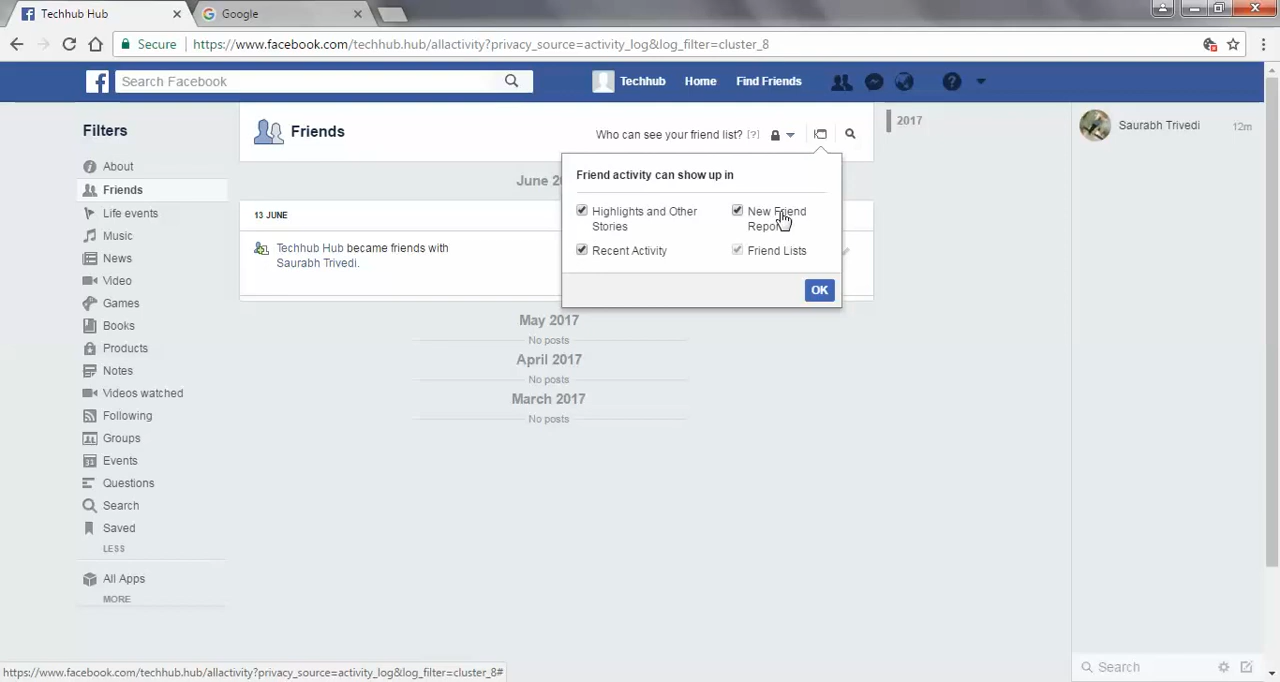 Techhub Hub
Google
Secure
https://www.facebook.com/techhub.hub/allactivity?privacy_source=activity_log&log_filter=cluster_8
Search Facebook
Techhub
Home
Find Friends
Filters
About
Friends
Life events
Music
News
Video
Games
Books
Products
Notes
Videos watched
Following
Groups
Events
Questions
Search
Saved
LESS
All Apps
MORE
Friends
Who can see your friend list? [?]
June 20
13 JUNE
Techhub Hub became friends with
Saurabh Trivedi.
Friend activity can show up in
Highlights and Other
Stories
New Friend
Recent Activity
Friend Lists
OK
May 2017
No posts
April 2017
No posts
March 2017
No posts
2017
Saurabh Trivedi
12m
Search
https://www.facebook.com/techhub.hub/allactivity?privacy_source=activity_log&log_filter=cluster_8#